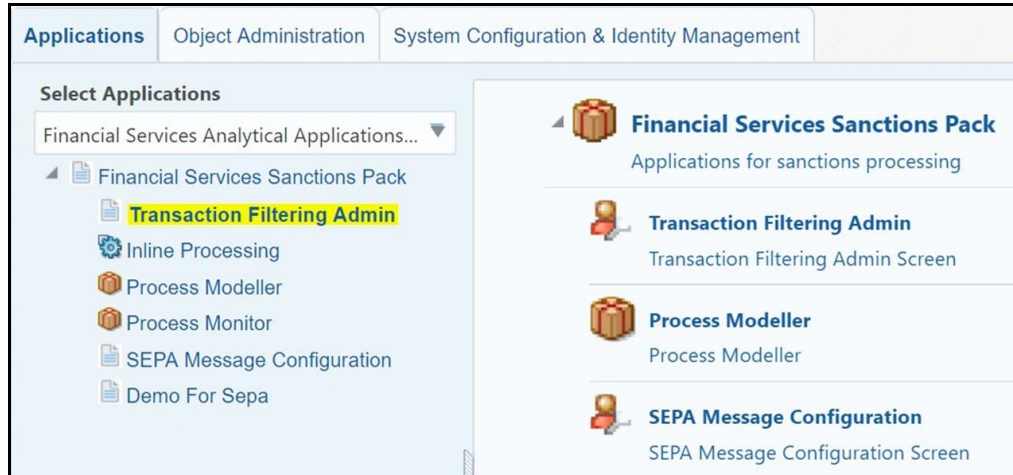 Applications
Object Administration
System Configuration & Identity Management
Select Applications
Financial Services Analytical Applications...
Financial Services Sanctions Pack
Transaction Filtering Admin
Inline Processing
Process Modeller
Process Monitor
SEPA Message Configuration
Demo For Sepa
Financial Services Sanctions Pack
Applications for sanctions processing
Transaction Filtering Admin
Transaction Filtering Admin Screen
Process Modeller
Process Modeller
SEPA Message Configuration
SEPA Message Configuration Screen